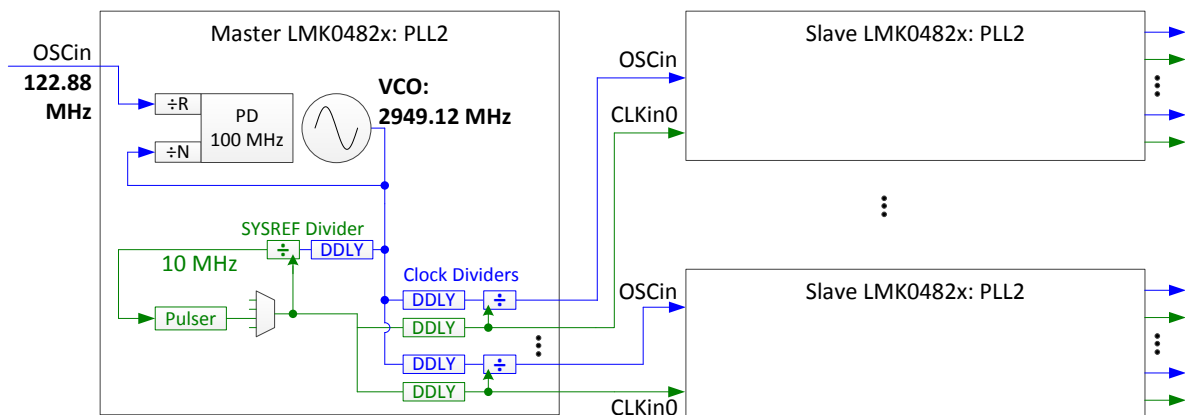 Master LMK0482x: PLL2
OSCin
122.88
MHz
÷R
÷N
PD
100 MHz
VCO:
2949.12 MHz
SYSREF Divider
÷
DDLY
10 MHz
Pulser
Clock Dividers
DDLY
÷
DDLY
DDLY
÷
DDLY
Slave LMK0482x: PLL2
OSCin
CLKin0
Slave LMK0482x: PLL2
OSCin
CLKin0